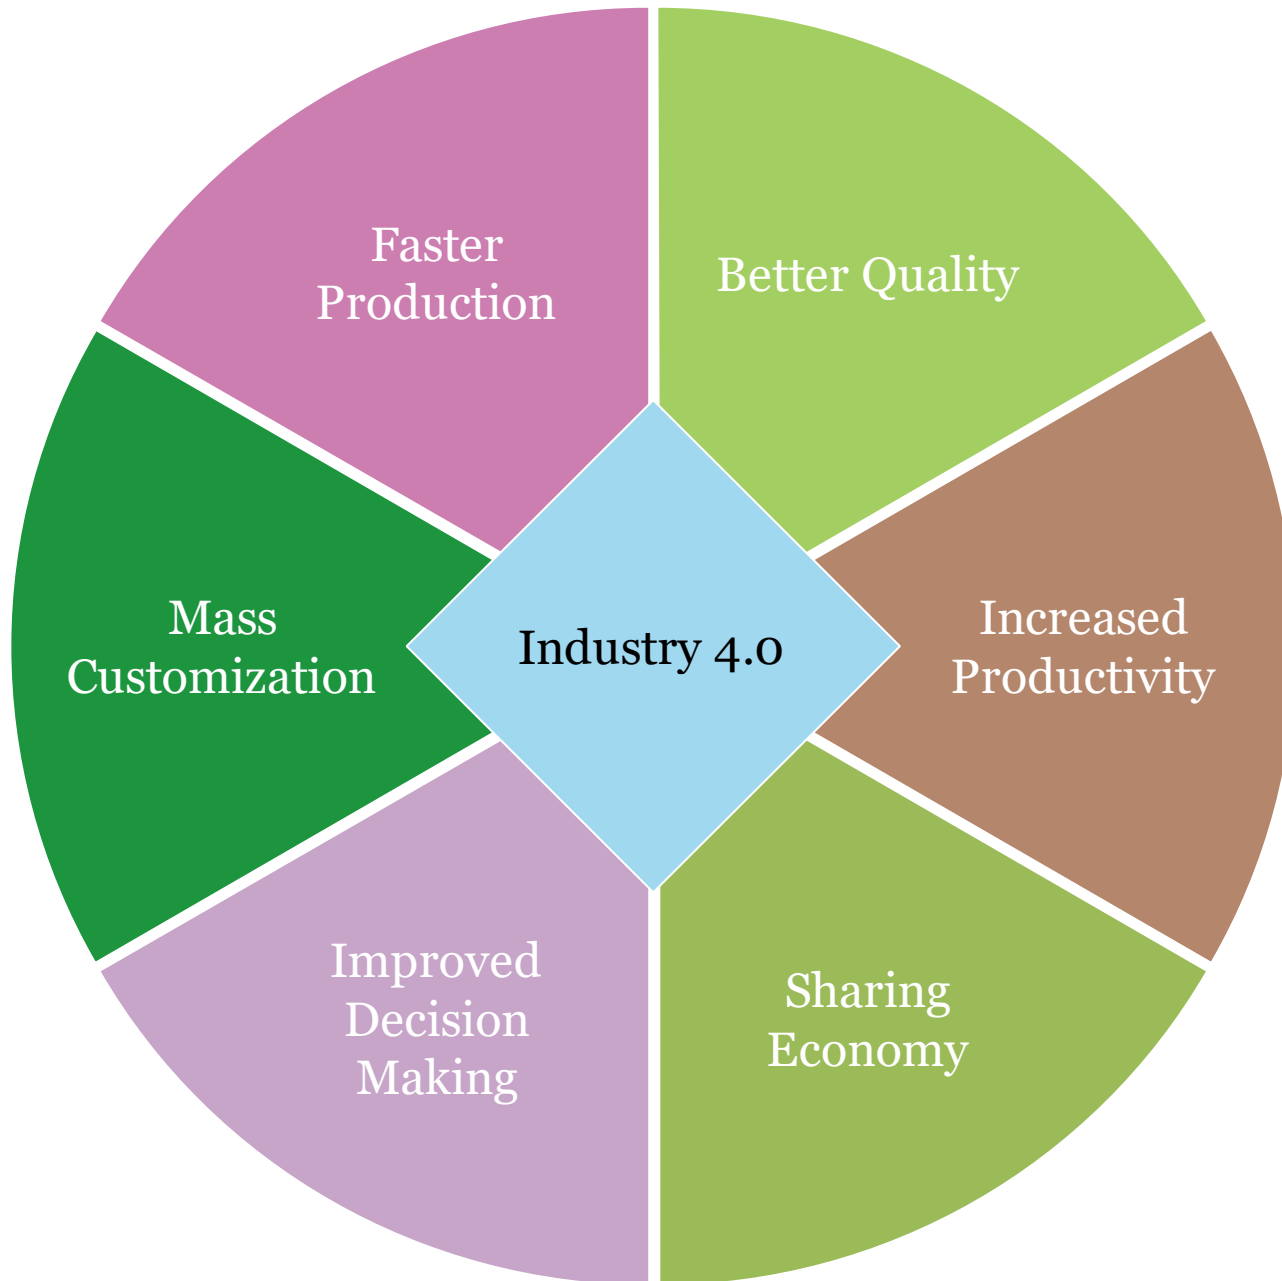 Faster
Production
Better Quality
Mass
Customization
Industry 4.0
Increased
Productivity
Improved
Decision
Making
Sharing
Economy